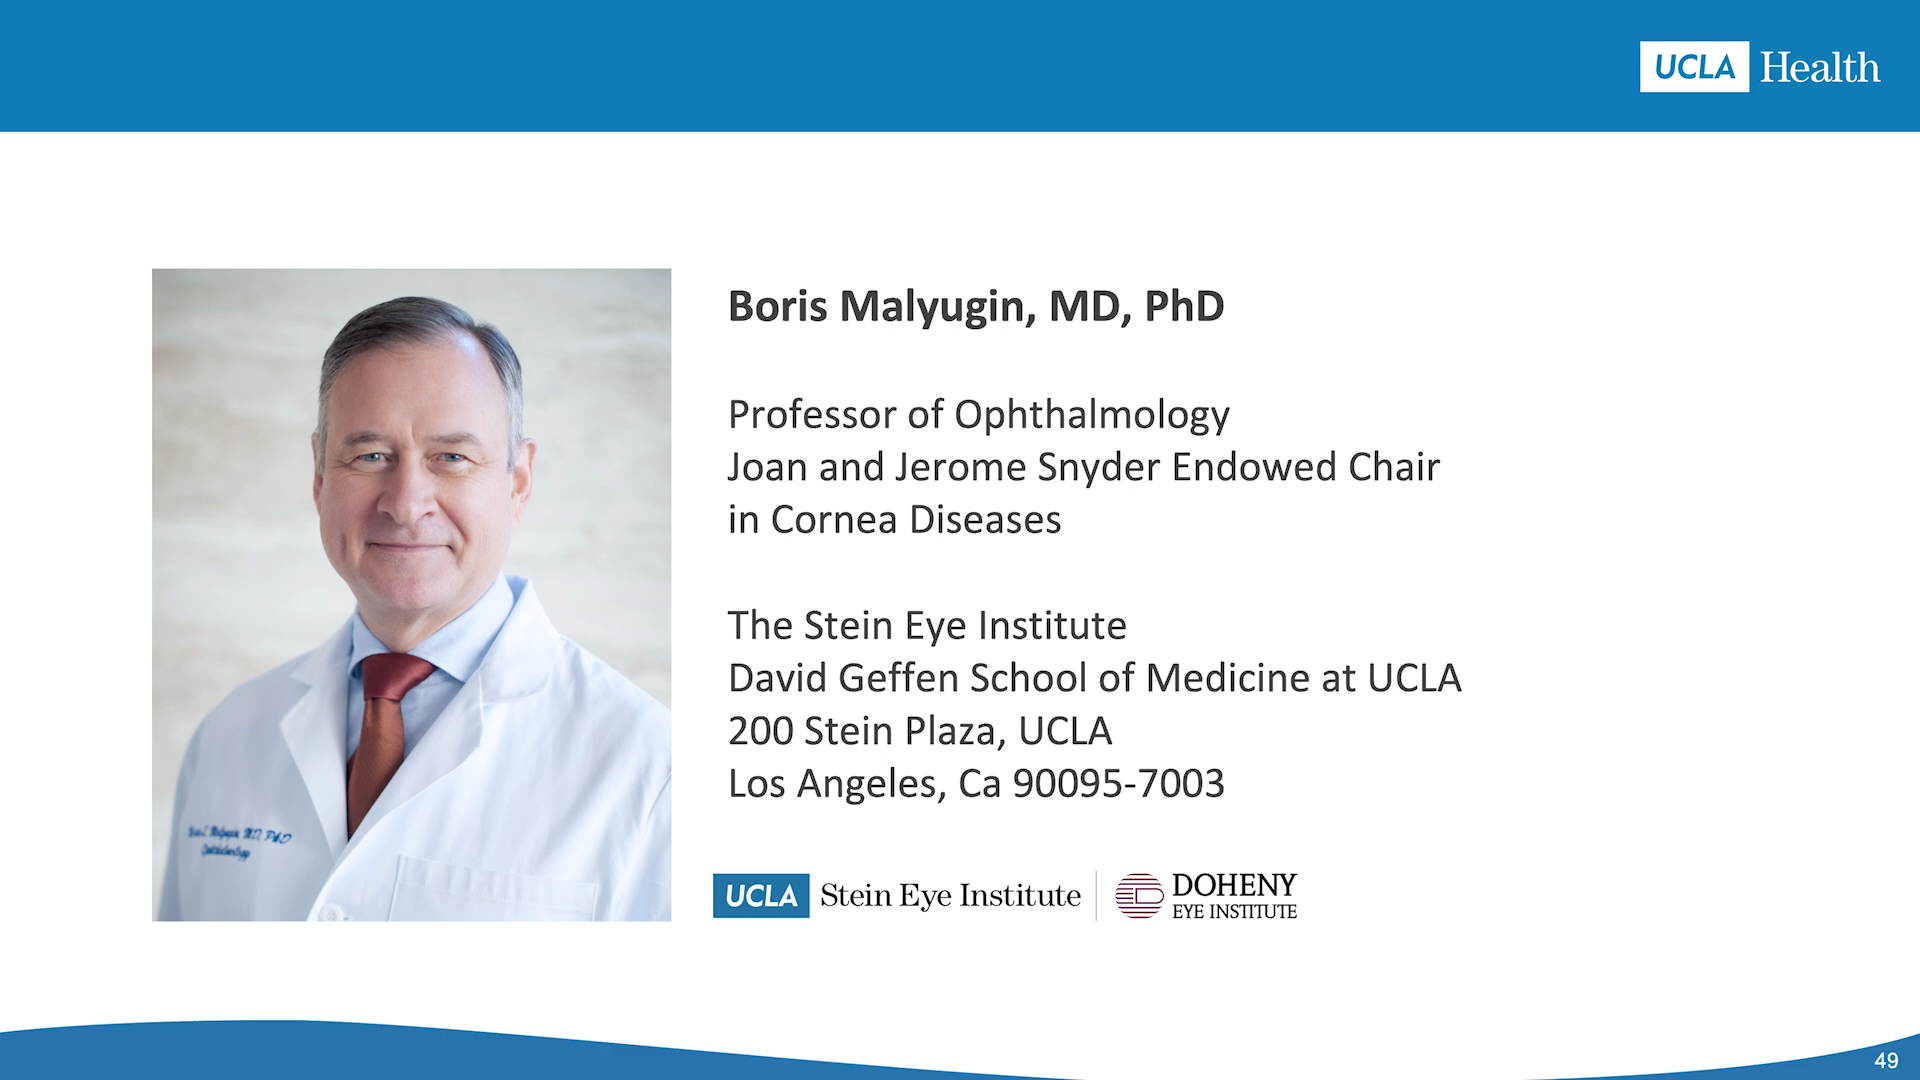 UCLA Health
Boris Malyugin, MD, PhD
Professor of Ophthalmology
Joan and Jerome Snyder Endowed Chair
in Cornea Diseases
The Stein Eye Institute
David Geffen School of Medicine at UCLA
200 Stein Plaza, UCLA
Los Angeles, Ca 90095-7003
MD, PhD
UCLA Stein Eye Institute
DOHENY
EYE INSTITUTE
49